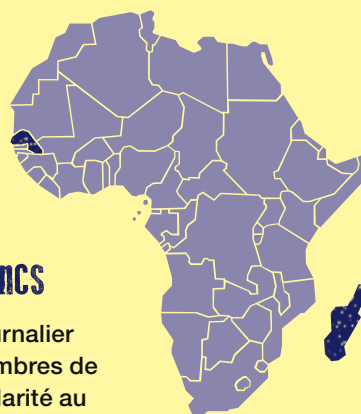 ncs
urnalier
mbres de
larité au